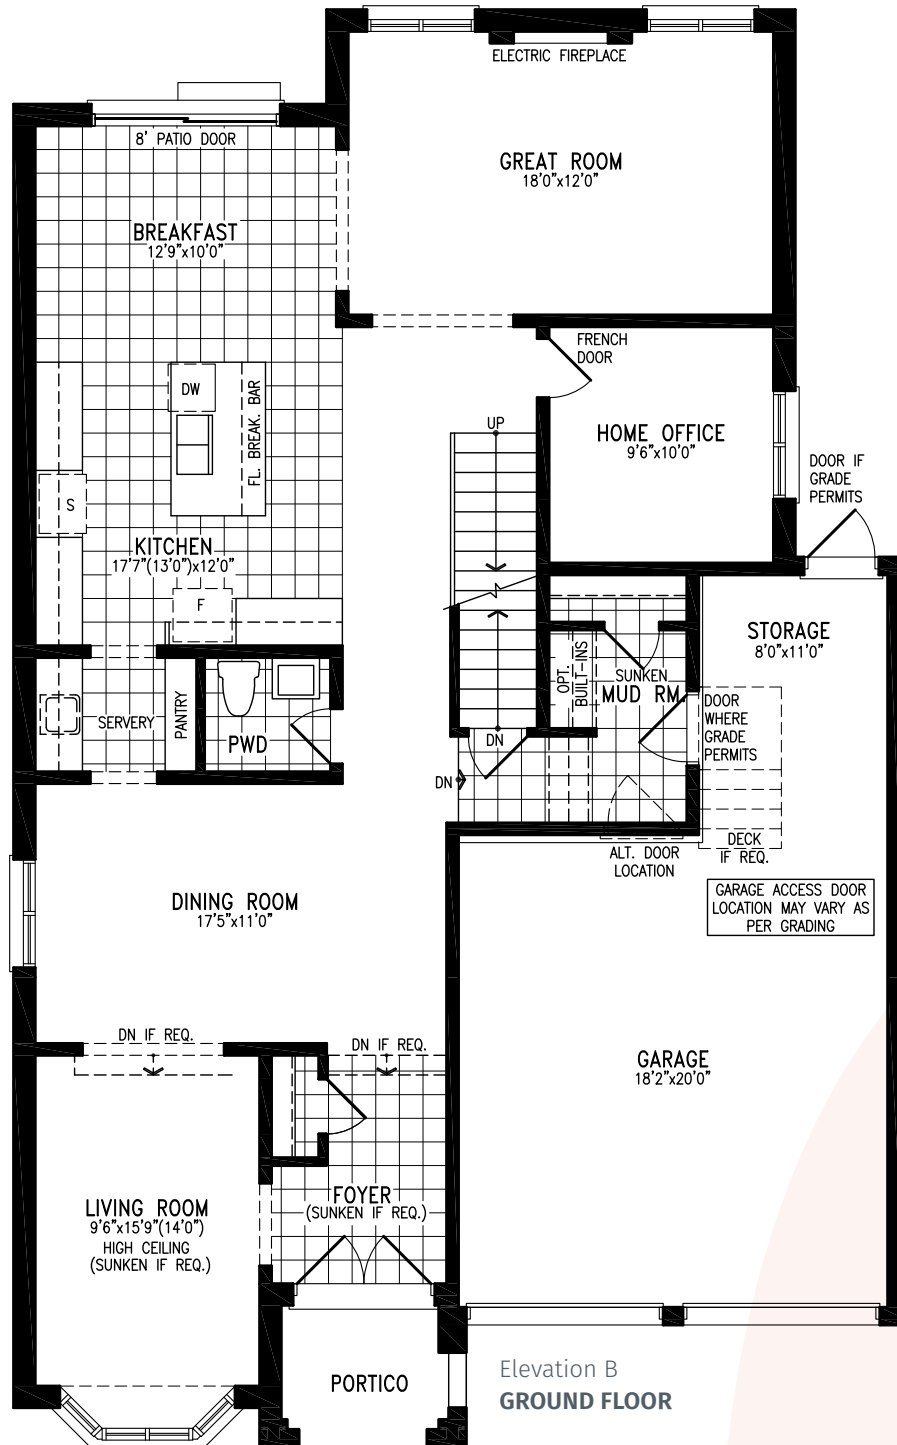 ELECTRIC FIREPLACE
8' PATIO DOOR
GREAT ROOM
18'0"x12'0"
BREAKFAST
12'9"x10'0"
FRENCH
DOOR
DW
FL. BREAK. BAR
UP
HOME OFFICE
9'6"x10'0"
DOOR IF
GRADE
PERMITS
S
KITCHEN
17'7"(13'0")x12'0"
F
STORAGE
8'0"x11'0"
OPT.
BUILT-INS
SUNKEN
MUD RM.
DOOR
WHERE
GRADE
PERMITS
SERVERY
PANTRY
PWD
DN
DN
DECK
IF REQ.
ALT. DOOR
LOCATION
GARAGE ACCESS DOOR
LOCATION MAY VARY AS
PER GRADING
DINING ROOM
17'5"x11'0"
DN IF REQ.
DN IF REQ.
GARAGE
18'2"x20'0"
FOYER
(SUNKEN IF REQ.)
LIVING ROOM
9'6"x15'9"(14'0")
HIGH CEILING
(SUNKEN IF REQ.)
PORTICO
Elevation B
GROUND FLOOR